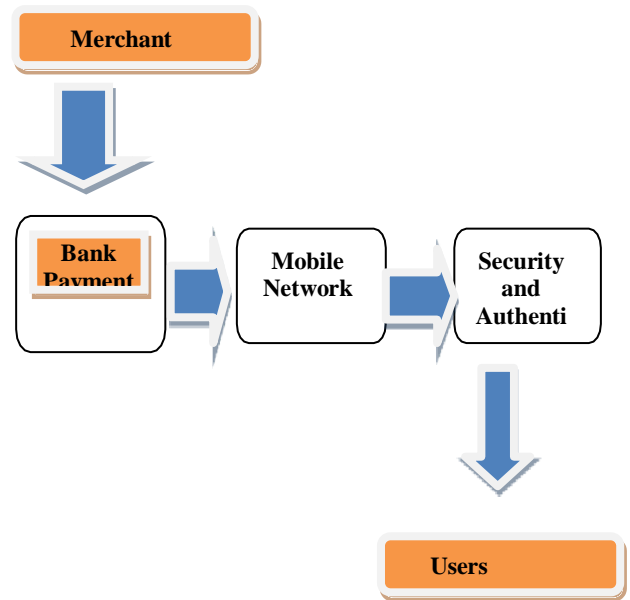 Merchant
Bank
Payment
Mobile
Network
Security
and
Authenti
Users